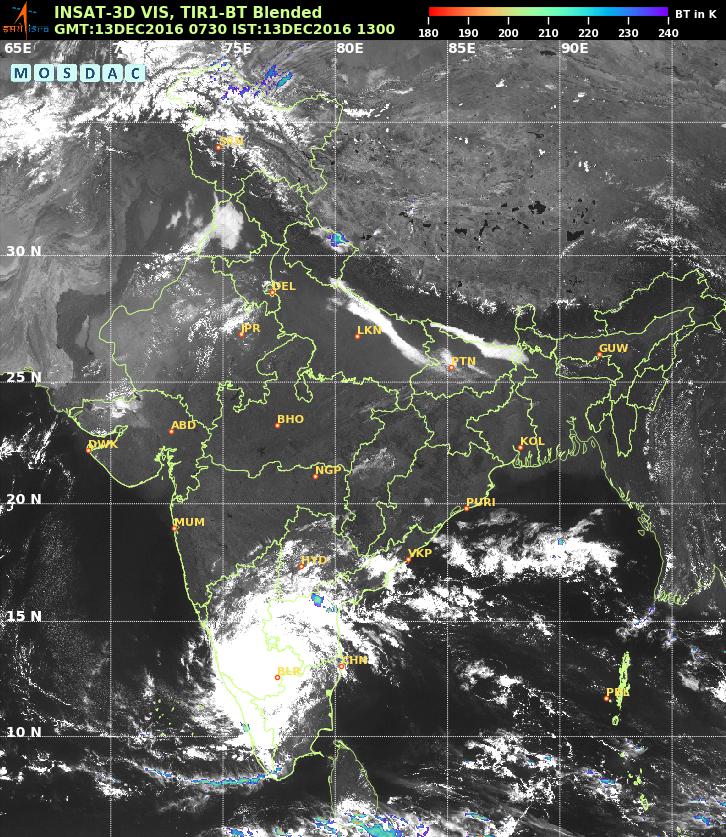 INSAT-3D VIS, TIR1-BT Blended
GMT:13DEC2016 0730 IST:13DEC2016 1300
BT in K
180 190 200 210 220 230 240
65E 75E 80E 85E 90E
MOSDAC
SRN
30 N
DEL
JPR
LKN
GUW
PTN
25 N
ABD
BHO
DWK
KOL
NGP
20 N
PURI
MUM
VKP
HYD
15 N
CHN
BLR
PBL
10 N